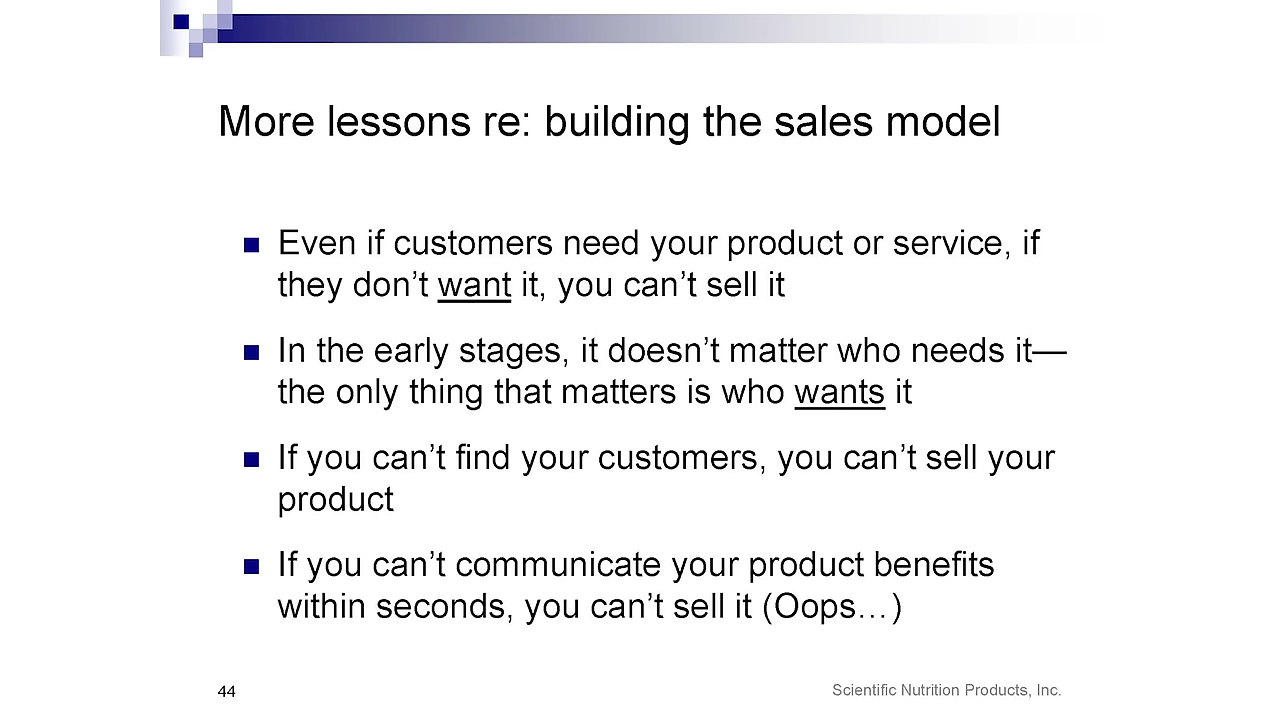 More lessons re: building the sales model
Even if customers need your product or service, if
they don’t want it, you can’t sell it
In the early stages, it doesn’t matter who needs it—
the only thing that matters is who wants it
If you can’t find your customers, you can’t sell your
product
If you can’t communicate your product benefits
within seconds, you can’t sell it (Oops…)
44
Scientific Nutrition Products, Inc.